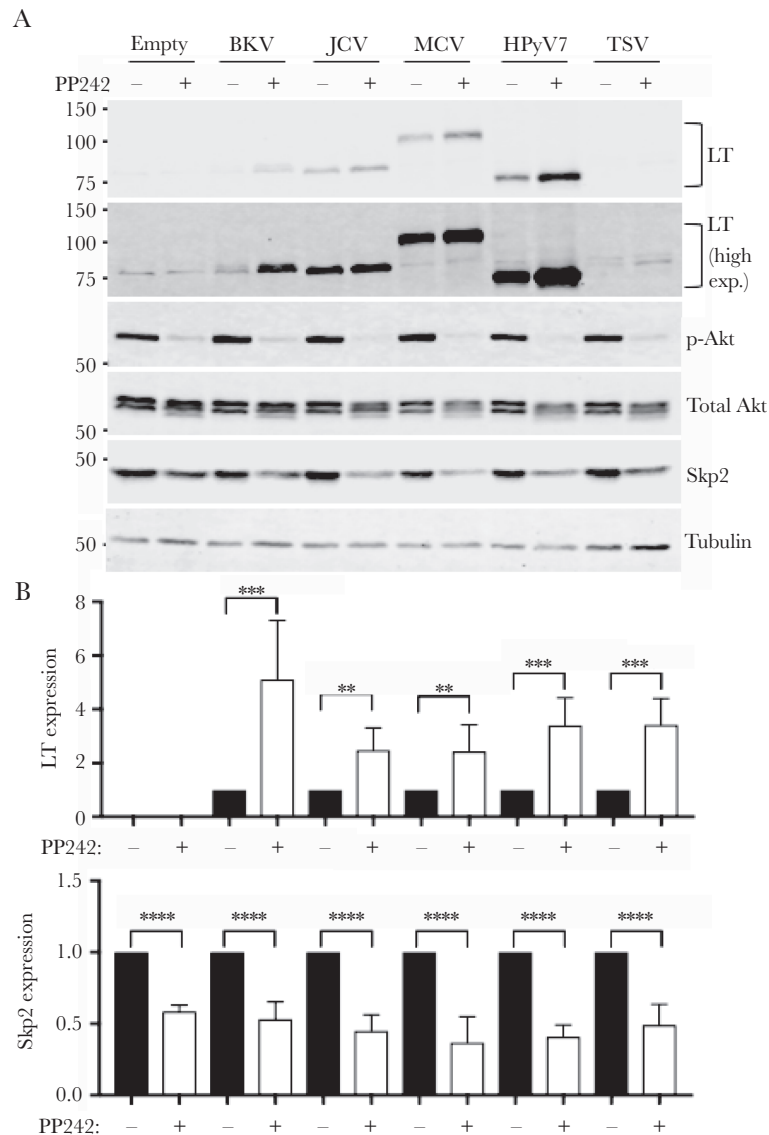 A
Empty BKV JCV MCV HPyV7 TSV
PP242 – + – + – + – + – + – +
150
100
75
LT
150
100
75
LT
(high
exp.)
p-Akt
50
Total Akt
50
50
Skp2
50
Tubulin
B
8
6
4
2
0
LT expression
*** ** ** *** ***
PP242: – + – + – + – + – + – +
1.5
1.0
0.5
0.0
Skp2 expression
**** **** **** **** **** ****
PP242: – + – + – + – + – + – +